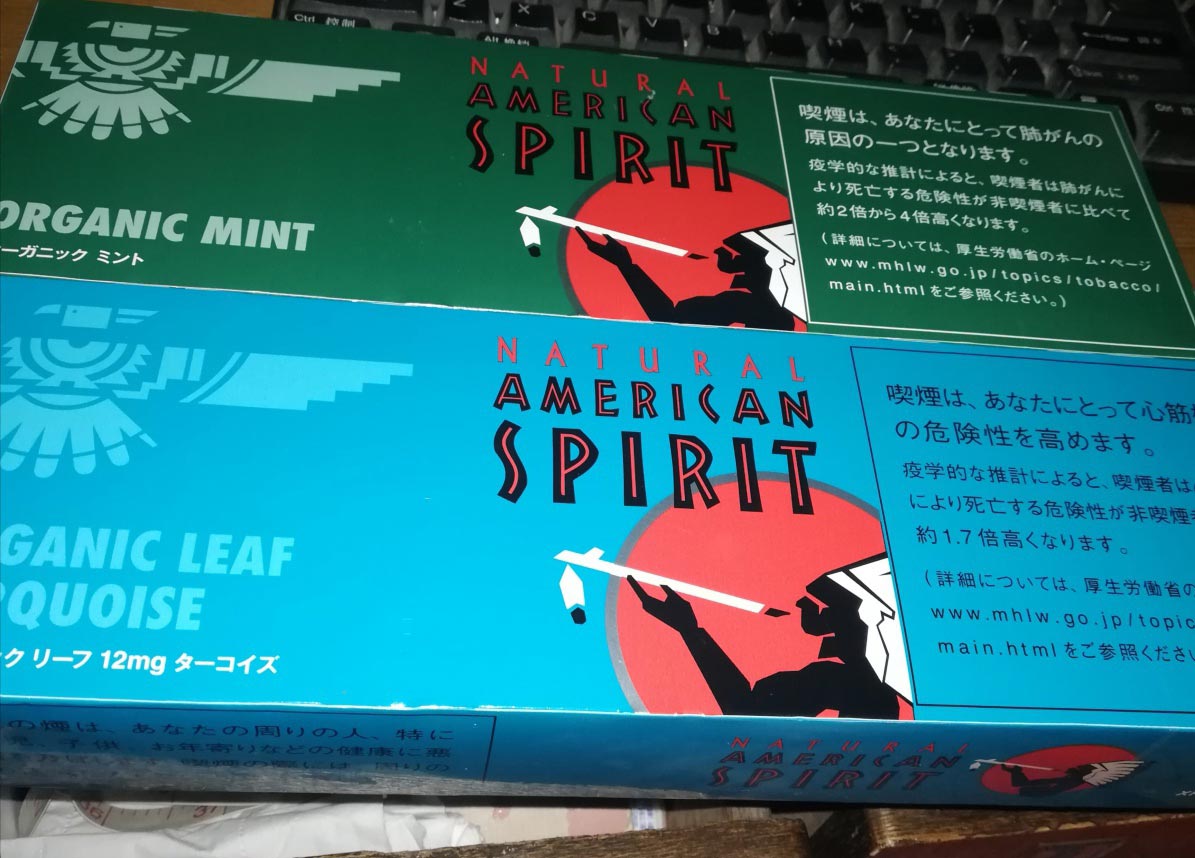 Z X C V B
Ctrl 控制
NATURAL
AMERICAN
SPIRIT
ORGANIC MINT
ーガニック ミント
喫煙は、あなたにとって肺がんの
原因の一つとなります。
疫学的な推計によると、喫煙者は肺がんに
より死亡する危険性が非喫煙者に比べて
約2倍から4倍高くなります。
(詳細については、厚生労働省のホーム・ページ
www.mhlw.go.jp/topics/tobacco/
main.htmlをご参照ください。)
NATURAL
AMERICAN
SPIRIT
GANIC LEAF
QUOISE
ク リーフ 12mg ターコイズ
喫煙は、あなたにとって心筋
の危険性を高めます。
疫学的な推計によると、喫煙者は
により死亡する危険性が非喫煙
約1.7倍高くなります。
(詳細については、厚生労働省の
www.mhlw.go.jp/topic
main.htmlをご参照くださ
の煙は、あなたの周りの人、特に
子供、お年寄りなどの健康に悪
喫煙の際には、周りの
NATURAL
AMERICAN
SPIRIT